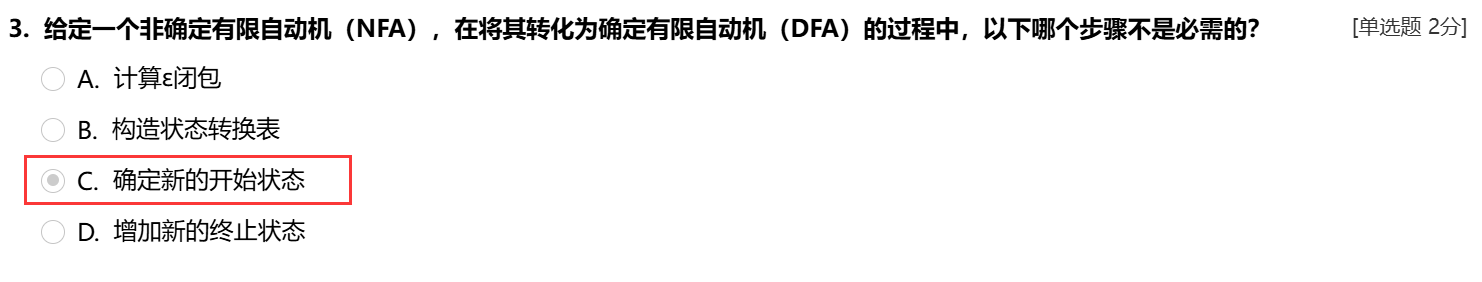 3. 给定一个非确定有限自动机（NFA），在将其转化为确定有限自动机（DFA）的过程中，以下哪个步骤不是必需的？ [单选题 2分]
A. 计算ε闭包
B. 构造状态转换表
C. 确定新的开始状态
D. 增加新的终止状态